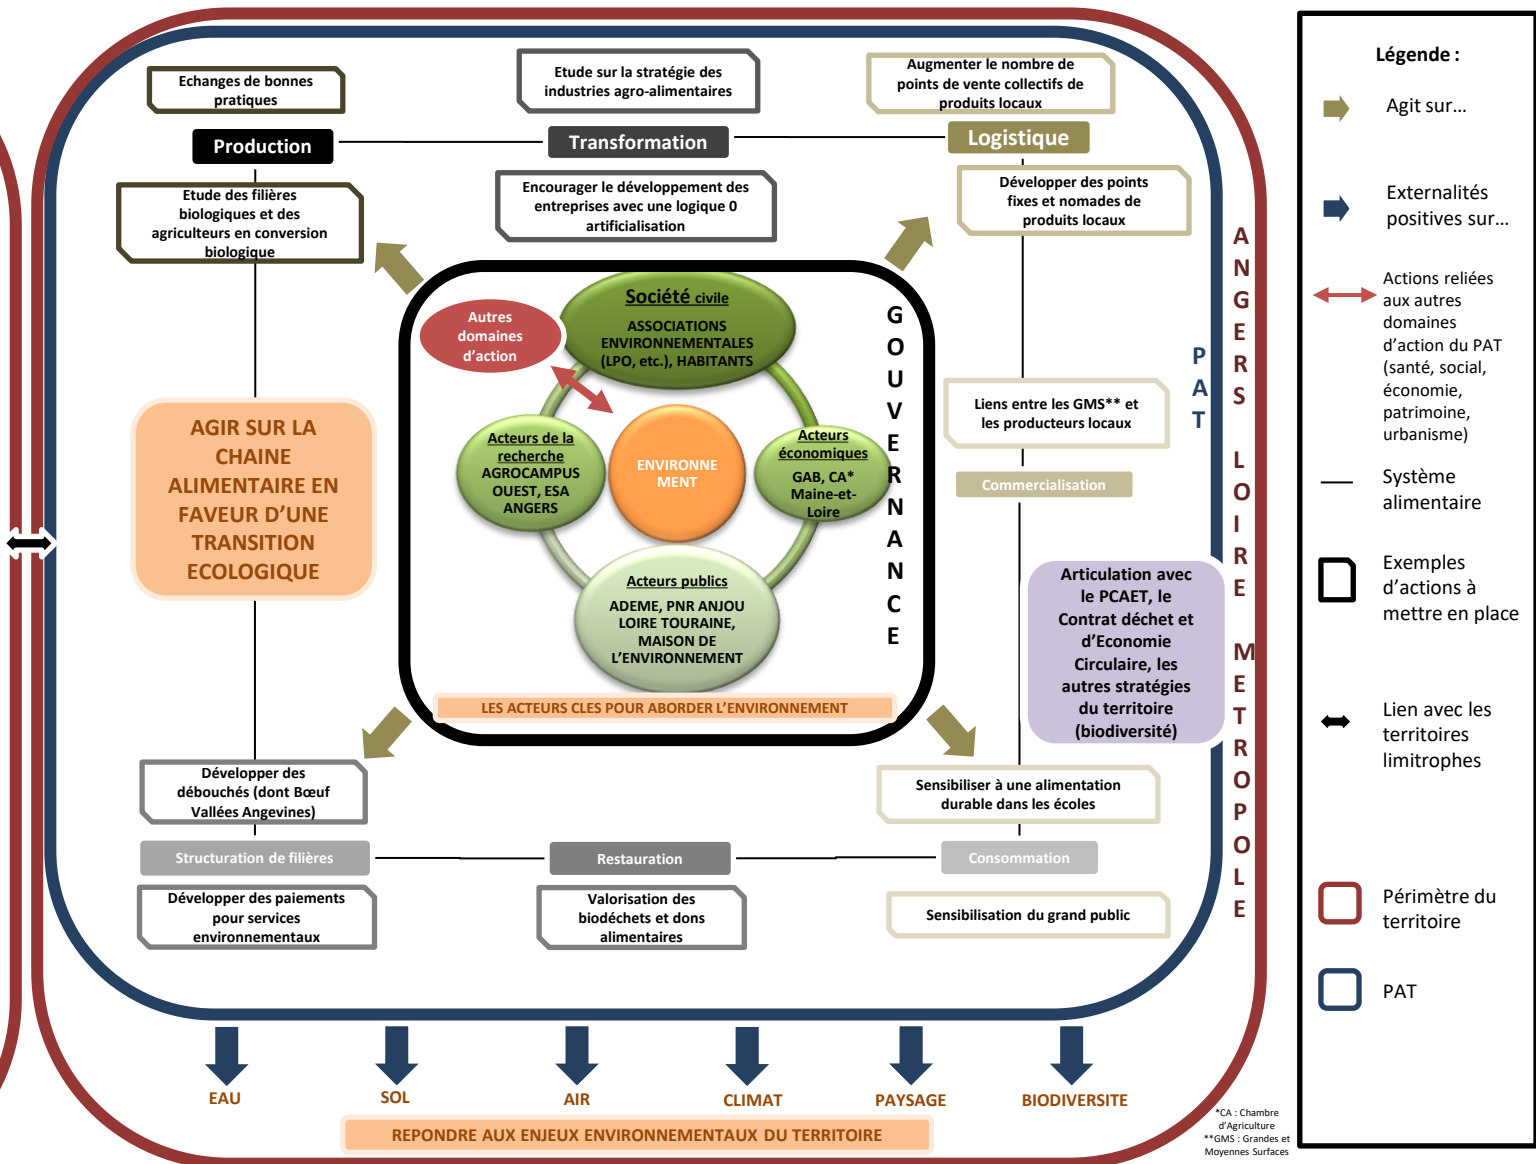 Echanges de bonnes
pratiques
Etude sur la stratégie des
industries agro-alimentaires
Augmenter le nombre de
points de vente collectifs de
produits locaux
Production
Transformation
Logistique
Etude des filières
biologiques et des
agriculteurs en conversion
biologique
Encourager le développement des
entreprises avec une logique 0
artificialisation
Développer des points
fixes et nomades de
produits locaux
Autres
domaines
d'action
Société civile
ASSOCIATIONS
ENVIRONNEMENTALES
(LPO, etc.), HABITANTS
GOUVERNANCE
PAT
ANGERS LOIRE METROPOLE
AGIR SUR LA
CHAINE
ALIMENTAIRE EN
FAVEUR D'UNE
TRANSITION
ECOLOGIQUE
Acteurs de la
recherche
AGROCAMPUS
OUEST, ESA
ANGERS
ENVIRONNE
MENT
Acteurs
économiques
GAB, CA*
Maine-et-
Loire
Liens entre les GMS** et
les producteurs locaux
Commercialisation
Acteurs publics
ADEME, PNR ANJOU
LOIRE TOURAINE,
MAISON DE
L'ENVIRONNEMENT
LES ACTEURS CLES POUR ABORDER L'ENVIRONNEMENT
Articulation avec
le PCAET, le
Contrat déchet et
d'Economie
Circulaire, les
autres stratégies
du territoire
(biodiversité)
Développer des
débouchés (dont Bœuf
Vallées Angevines)
Sensibiliser à une alimentation
durable dans les écoles
Structuration de filières
Restauration
Consommation
Développer des paiements
pour services
environnementaux
Valorisation des
biodéchets et dons
alimentaires
Sensibilisation du grand public
EAU
SOL
AIR
CLIMAT
PAYSAGE
BIODIVERSITE
REPONDRE AUX ENJEUX ENVIRONNEMENTAUX DU TERRITOIRE
*CA : Chambre
d'Agriculture
**GMS : Grandes et
Moyennes Surfaces
Légende :
Agit sur…
Externalités
positives sur…
Actions reliées
aux autres
domaines
d'action du PAT
(santé, social,
économie,
patrimoine,
urbanisme)
Système
alimentaire
Exemples
d'actions à
mettre en place
Lien avec les
territoires
limitrophes
Périmètre du
territoire
PAT